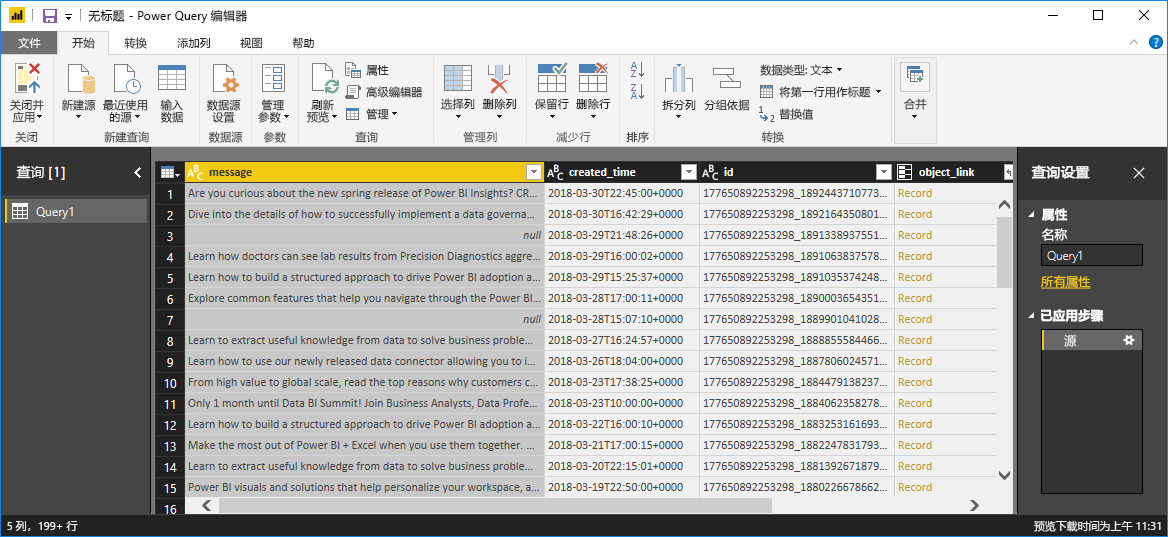 无标题 - Power Query 编辑器
文件 开始 转换 添加列 视图 帮助
关闭并应用 新建源 最近使用的源 输入数据 数据源设置 管理参数 刷新预览 属性 高级编辑器 管理 选择列 删除列 保留行 删除行 拆分列 分组依据 数据类型: 文本 将第一行用作标题 替换值 合并
关闭 新建查询 数据源 参数 查询 管理列 减少行 排序 转换
查询 [1]
Query1
message created_time id object_link
1 Are you curious about the new spring release of Power BI Insights? CR... 2018-03-30T22:45:00+0000 177650892253298_1892443710773... Record
2 Dive into the details of how to successfully implement a data governa... 2018-03-30T16:42:29+0000 177650892253298_1892164350801... Record
3 null 2018-03-29T21:48:26+0000 177650892253298_1891338937551... Record
4 Learn how doctors can see lab results from Precision Diagnostics aggre... 2018-03-29T16:00:02+0000 177650892253298_1891063837578... Record
5 Learn how to build a structured approach to drive Power BI adoption a... 2018-03-29T15:25:37+0000 177650892253298_1891035374248... Record
6 Explore common features that help you navigate through the Power BI... 2018-03-28T17:00:11+0000 177650892253298_1890003654351... Record
7 null 2018-03-28T15:07:10+0000 177650892253298_1889901041028... Record
8 Learn to extract useful knowledge from data to solve business proble... 2018-03-27T16:24:57+0000 177650892253298_1888855584466... Record
9 Learn how to use our newly released data connector allowing you to i... 2018-03-26T18:04:00+0000 177650892253298_1887806024571... Record
10 From high value to global scale, read the top reasons why customers c... 2018-03-23T17:38:25+0000 177650892253298_1884479138237... Record
11 Only 1 month until Data BI Summit! Join Business Analysts, Data Profe... 2018-03-23T10:00:00+0000 177650892253298_1884062358278... Record
12 Learn how to build a structured approach to drive Power BI adoption a... 2018-03-22T16:00:10+0000 177650892253298_1883253161693... Record
13 Make the most out of Power BI + Excel when you use them together. ... 2018-03-21T17:00:15+0000 177650892253298_1882247831793... Record
14 Learn to extract useful knowledge from data to solve business proble... 2018-03-20T22:15:01+0000 177650892253298_1881392671879... Record
15 Power BI visuals and solutions that help personalize your workspace, a... 2018-03-19T22:50:00+0000 177650892253298_1880226678662... Record
16
查询设置
属性
名称
Query1
所有属性
已应用步骤
源
5 列，199+ 行 预览下载时间为上午 11:31